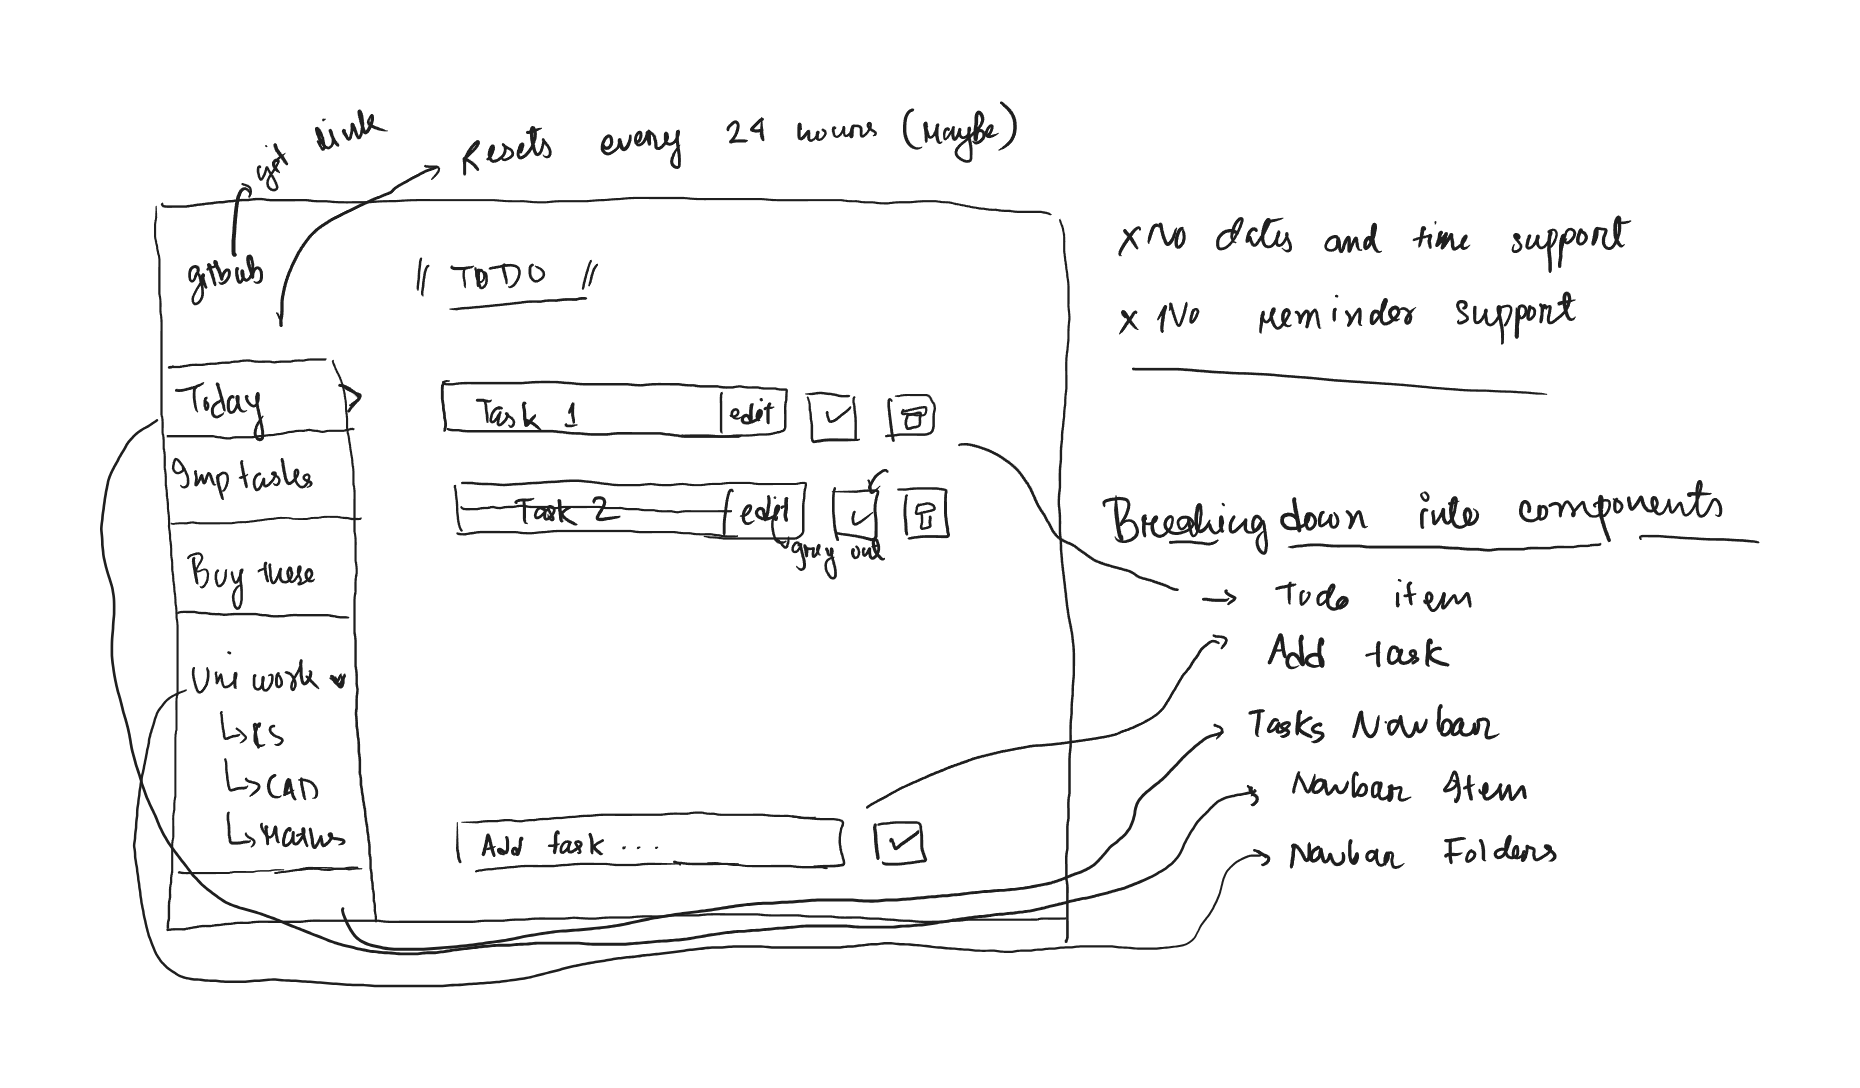 git link
Resets every 24 hours (Maybe)
github
// TODO //
Today >
Imp tasks
Buy these
Uni work
CS
CAD
Maths
Task 1 edit
Task 2 edit
gray out
Add task ...
x No dates and time support
x No reminder support
Breaking down into components
→ Todo item
Add task
Tasks Navbar
Navbar Item
Navbar Folders